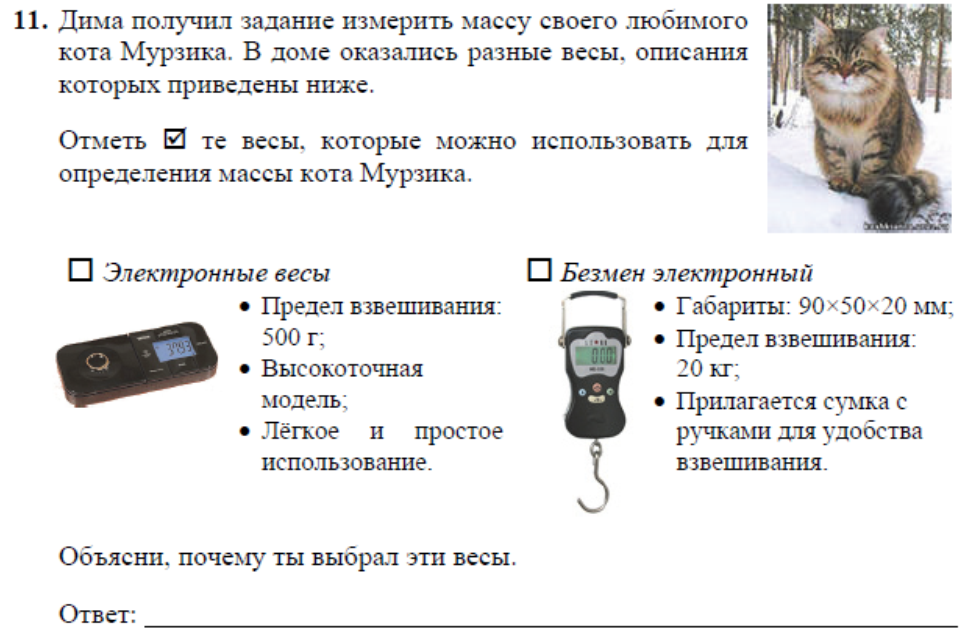 11. Дима получил задание измерить массу своего любимого
кота Мурзика. В доме оказались разные весы, описания
которых приведены ниже.
Отметь ☑ те весы, которые можно использовать для
определения массы кота Мурзика.
☐ Электронные весы
• Предел взвешивания:
500 г;
• Высокоточная
модель;
• Лёгкое и простое
использование.
☐ Безмен электронный
• Габариты: 90×50×20 мм;
• Предел взвешивания:
20 кг;
• Прилагается сумка с
ручками для удобства
взвешивания.
Объясни, почему ты выбрал эти весы.
Ответ: